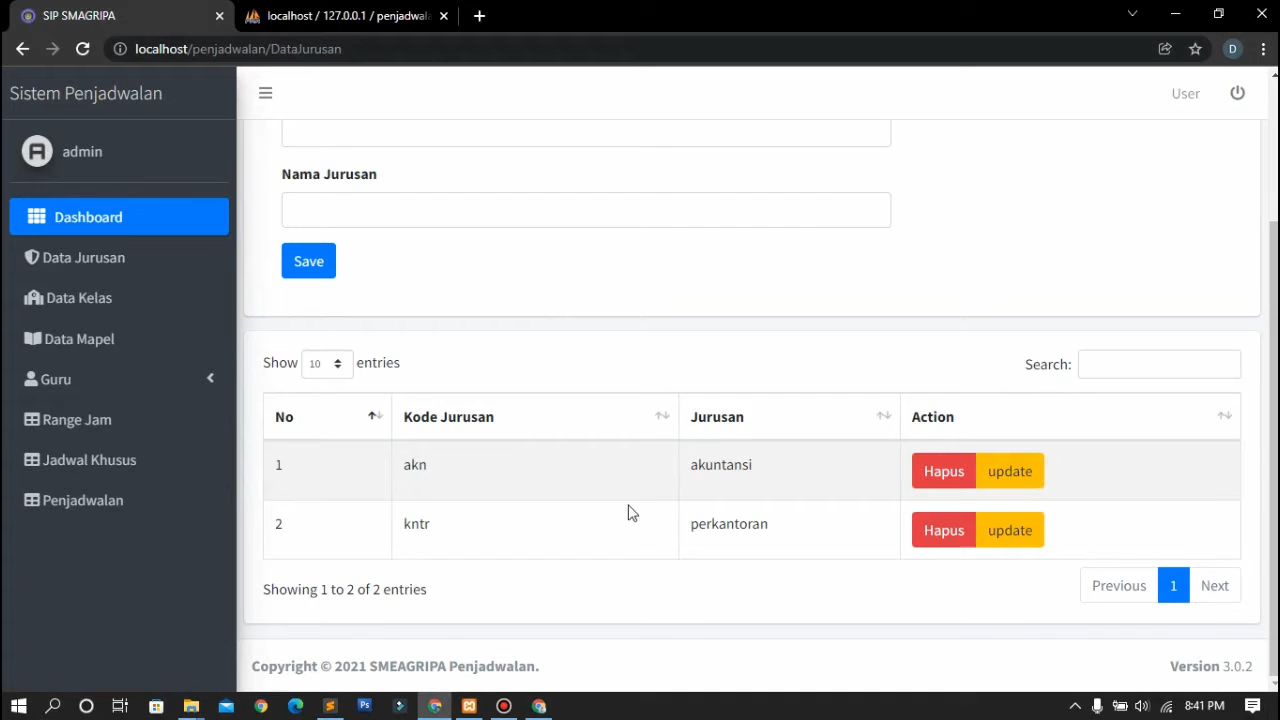 SIP SMAGRIPA
localhost / 127.0.0.1 / penjadwala
localhost/penjadwalan/DataJurusan
D
Sistem Penjadwalan
User
admin
Dashboard
Data Jurusan
Data Kelas
Data Mapel
Guru
Range Jam
Jadwal Khusus
Penjadwalan
Nama Jurusan
Save
Show 10 entries
Search:
No Kode Jurusan Jurusan Action
1 akn akuntansi Hapus update
2 kntr perkantoran Hapus update
Showing 1 to 2 of 2 entries
Previous 1 Next
Copyright © 2021 SMEAGRIPA Penjadwalan.
Version 3.0.2
8:41 PM